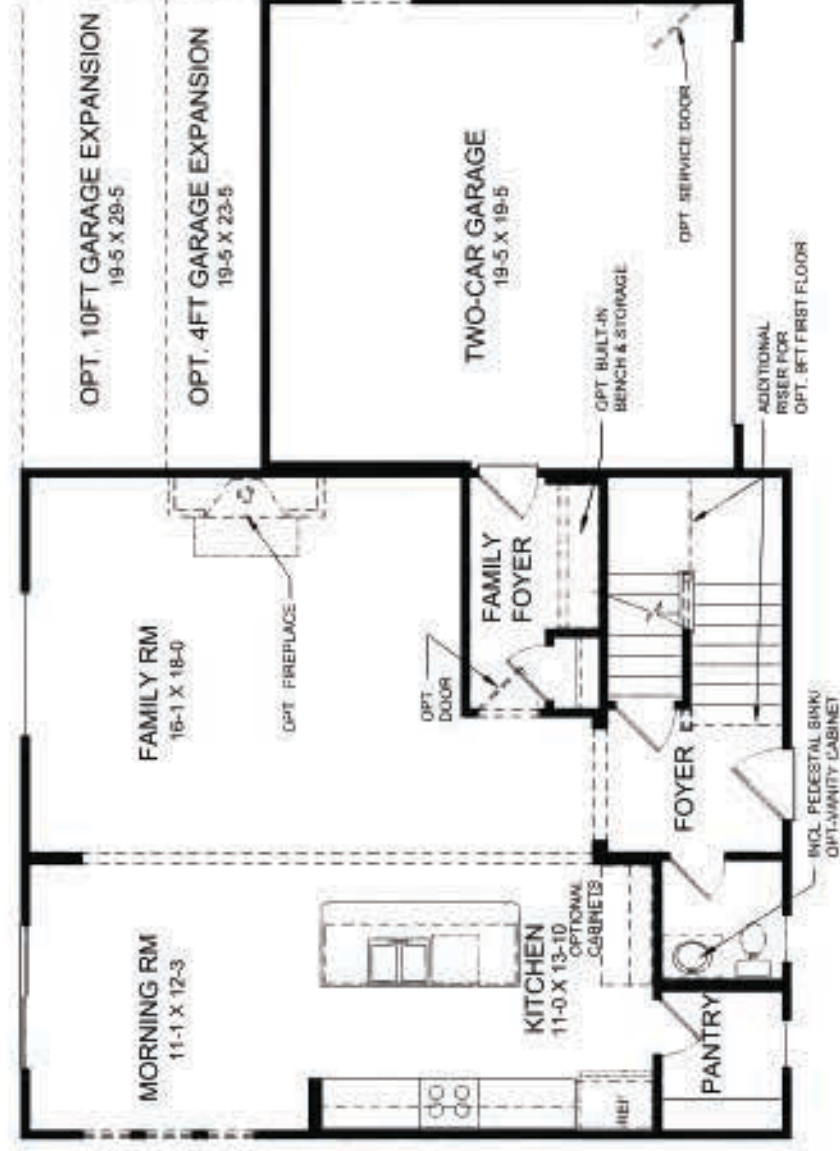 OPT. 10FT GARAGE EXPANSION
19-5 X 29-5
OPT. 4FT GARAGE EXPANSION
19-5 X 23-5
TWO-CAR GARAGE
19-5 X 19-5
OPT SERVICE DOOR
OPT BUILT-IN
BENCH & STORAGE
ADDITIONAL
RISER FOR
OPT. 9FT FIRST FLOOR
FAMILY RM
16-1 X 18-0
OPT FIREPLACE
FAMILY
FOYER
OPT
DOOR
FOYER
INCL PEDESTAL SINK/
OPT. VANITY CABINET
MORNING RM
11-1 X 12-3
KITCHEN
11-0 X 13-10
OPTIONAL
CABINETS
REF
PANTRY